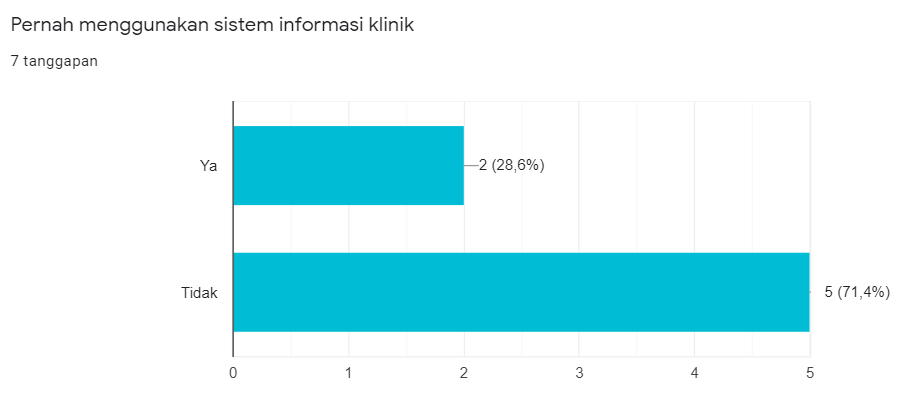 Pernah menggunakan sistem informasi klinik
7 tanggapan
Ya
2 (28,6%)
Tidak
5 (71,4%)
0 1 2 3 4 5